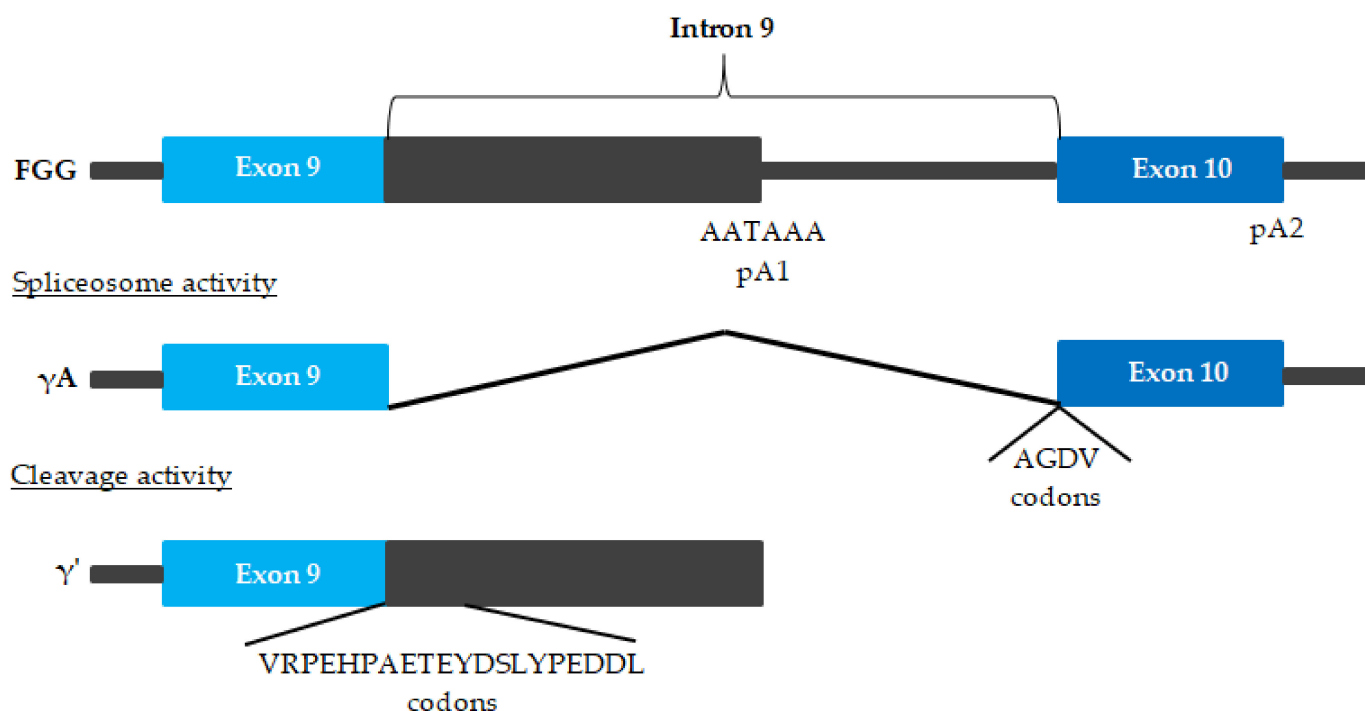 Intron 9
FGG
Exon 9
Exon 10
AATAAA
pA1
pA2
Spliceosome activity
γA
Exon 9
Exon 10
AGDV
codons
Cleavage activity
γ'
Exon 9
VRPEHPAETEYDSLYPEDDL
codons